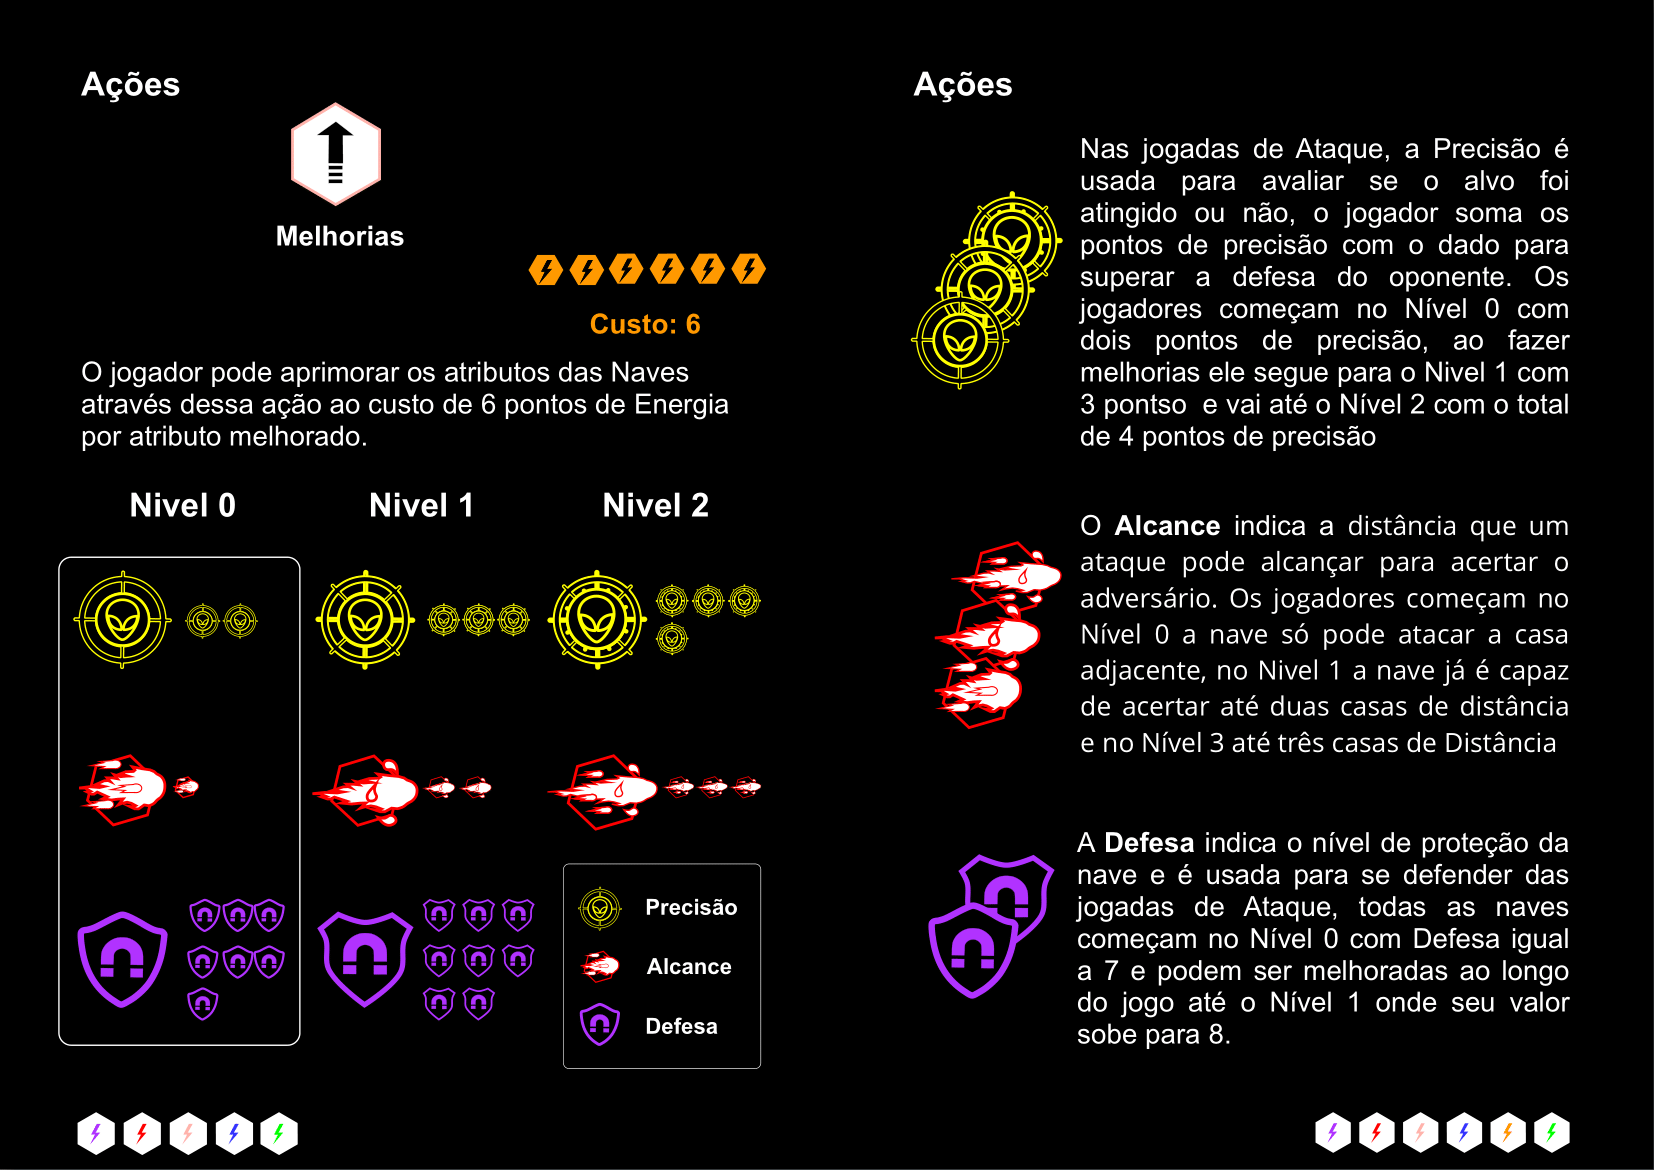 Ações
Melhorias
Custo: 6
O jogador pode aprimorar os atributos das Naves
através dessa ação ao custo de 6 pontos de Energia
por atributo melhorado.
Nivel 0
Nivel 1
Nivel 2
Precisão
Alcance
Defesa
Ações
Nas jogadas de Ataque, a Precisão é
usada para avaliar se o alvo foi
atingido ou não, o jogador soma os
pontos de precisão com o dado para
superar a defesa do oponente. Os
jogadores começam no Nível 0 com
dois pontos de precisão, ao fazer
melhorias ele segue para o Nivel 1 com
3 pontso e vai até o Nível 2 com o total
de 4 pontos de precisão
O Alcance indica a distância que um
ataque pode alcançar para acertar o
adversário. Os jogadores começam no
Nível 0 a nave só pode atacar a casa
adjacente, no Nivel 1 a nave já é capaz
de acertar até duas casas de distância
e no Nível 3 até três casas de Distância
A Defesa indica o nível de proteção da
nave e é usada para se defender das
jogadas de Ataque, todas as naves
começam no Nível 0 com Defesa igual
a 7 e podem ser melhoradas ao longo
do jogo até o Nível 1 onde seu valor
sobe para 8.